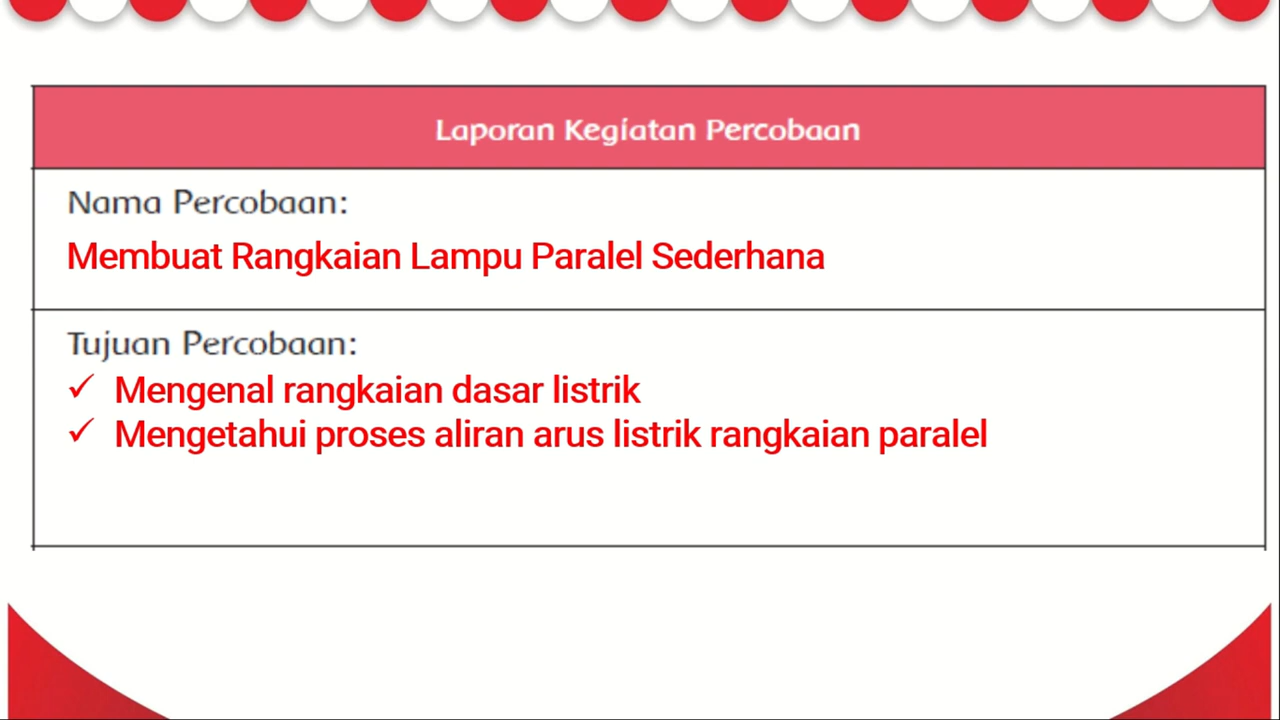 Laporan Kegiatan Percobaan
Nama Percobaan:
Membuat Rangkaian Lampu Paralel Sederhana
Tujuan Percobaan:
✓ Mengenal rangkaian dasar listrik
✓ Mengetahui proses aliran arus listrik rangkaian paralel